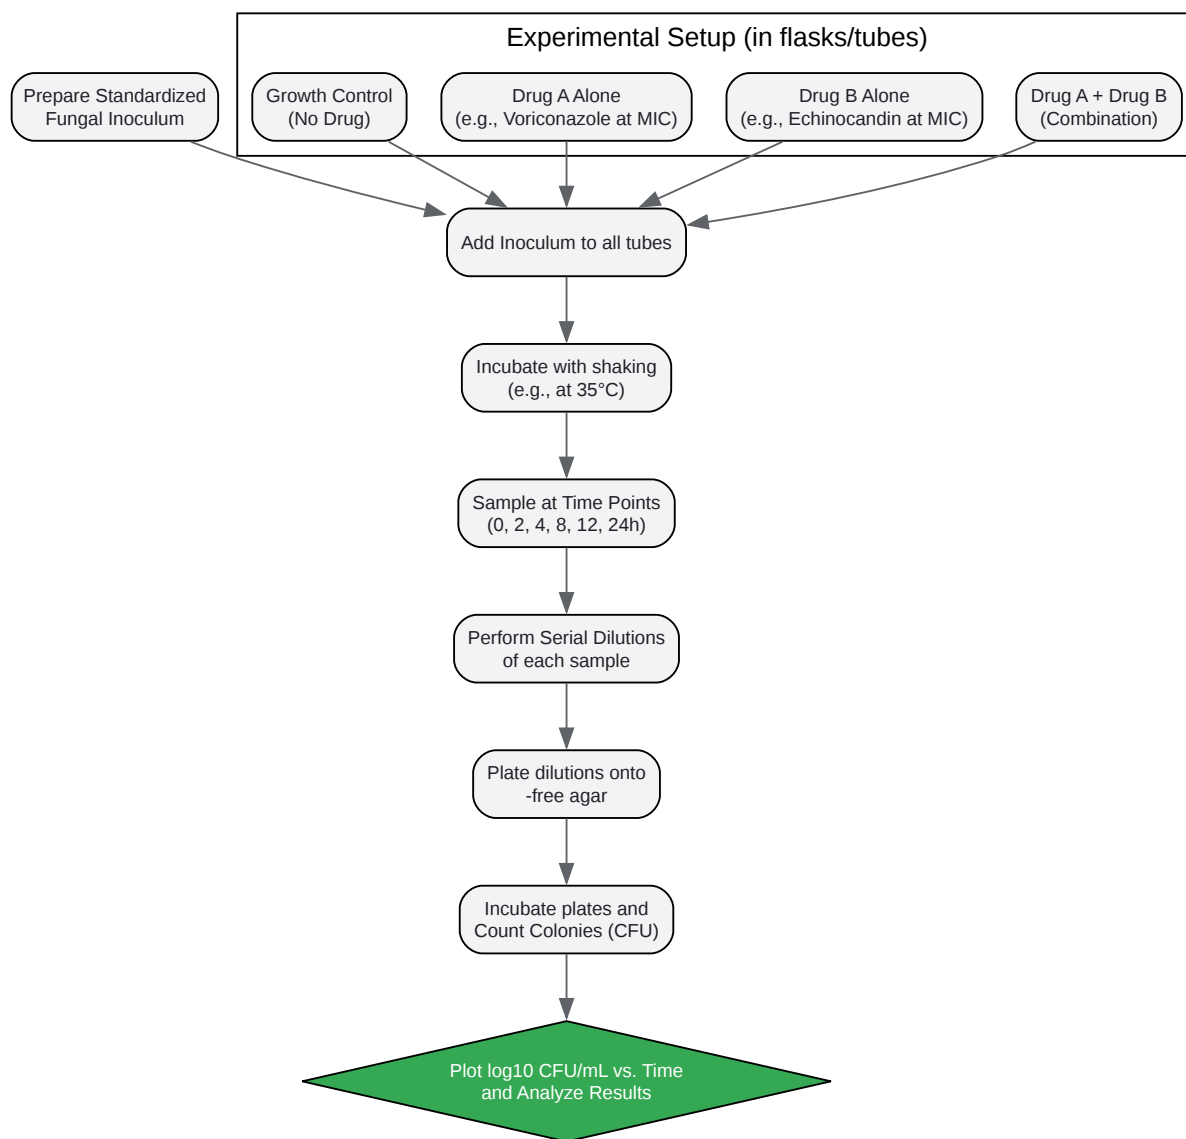 Experimental Setup (in flasks/tubes)
Prepare Standardized
Fungal Inoculum
Growth Control
(No Drug)
Drug A Alone
(e.g., Voriconazole at MIC)
Drug B Alone
(e.g., Echinocandin at MIC)
Drug A + Drug B
(Combination)
Add Inoculum to all tubes
Incubate with shaking
(e.g., at 35°C)
Sample at Time Points
(0, 2, 4, 8, 12, 24h)
Perform Serial Dilutions
of each sample
Plate dilutions onto
-free agar
Incubate plates and
Count Colonies (CFU)
Plot log10 CFU/mL vs. Time
and Analyze Results